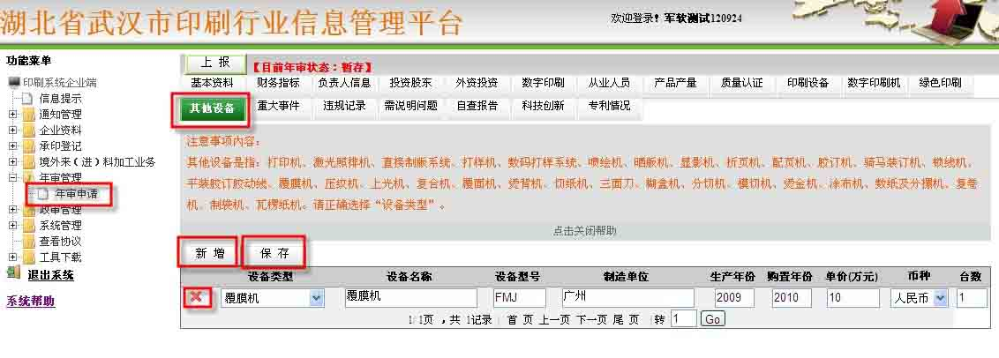 湖北省武汉市印刷行业信息管理平台
欢迎登录！军软测试120924
功能菜单
印刷系统企业端
信息提示
通知管理
企业资料
承印登记
境外来（进）料加工业务
年审管理
年审申请
政审管理
系统管理
查看协议
工具下载
退出系统
系统帮助
上 报 【目前年审状态：暂存】
基本资料 财务指标 负责人信息 投资股东 外资投资 数字印刷 从业人员 产品产量 质量认证 印刷设备 数字印刷机 绿色印刷
其他设备 重大事件 违规记录 需说明问题 自查报告 科技创新 专利情况
注意事项内容：
其他设备是指：打印机、激光照排机、直接制版系统、打样机、数码打样系统、喷绘机、晒版机、显影机、折页机、配页机、胶订机、骑马装订机、锁线机、
平装胶订胶动线、覆膜机、压纹机、上光机、复合机、覆面机、烫背机、切纸机、三面刀、糊盒机、分切机、模切机、烫金机、涂布机、数纸及分摞机、复卷
机、制袋机、瓦楞纸机。请正确选择“设备类型”。
点击关闭帮助
新 增 保 存
设备类型 设备名称 设备型号 制造单位 生产年份 购置年份 单价(万元) 币种 台数
覆膜机 覆膜机 FMJ 广州 2009 2010 10 人民币 1
1/1页 ，共 1记录 | 首 页 上一页 下一页 尾 页 |转 1 Go